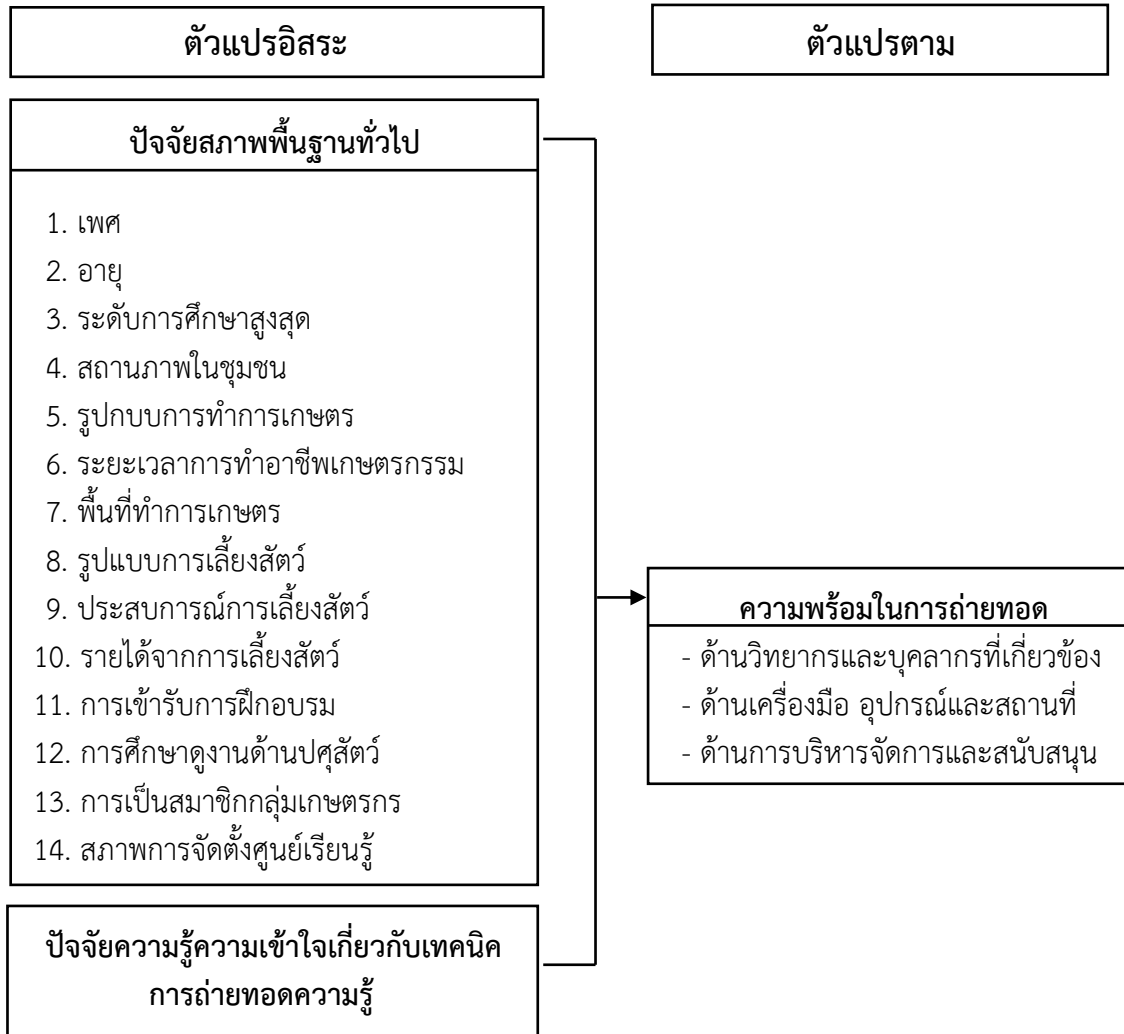 ตัวแปรอิสระ
ตัวแปรตาม
ปัจจัยสภาพพื้นฐานทั่วไป
1. เพศ
2. อายุ
3. ระดับการศึกษาสูงสุด
4. สถานภาพในชุมชน
5. รูปกบบการทำการเกษตร
6. ระยะเวลาการทำอาชีพเกษตรกรรม
7. พื้นที่ทำการเกษตร
8. รูปแบบการเลี้ยงสัตว์
9. ประสบการณ์การเลี้ยงสัตว์
10. รายได้จากการเลี้ยงสัตว์
11. การเข้ารับการฝึกอบรม
12. การศึกษาดูงานด้านปศุสัตว์
13. การเป็นสมาชิกกลุ่มเกษตรกร
14. สภาพการจัดตั้งศูนย์เรียนรู้
ความพร้อมในการถ่ายทอด
- ด้านวิทยากรและบุคลากรที่เกี่ยวข้อง
- ด้านเครื่องมือ อุปกรณ์และสถานที่
- ด้านการบริหารจัดการและสนับสนุน
ปัจจัยความรู้ความเข้าใจเกี่ยวกับเทคนิค
การถ่ายทอดความรู้